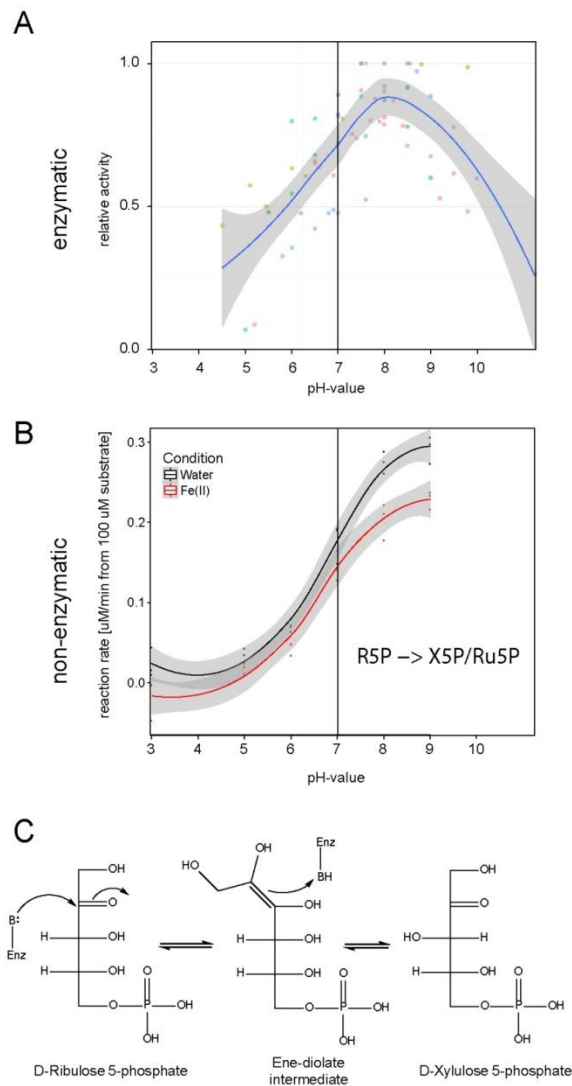 A
enzymatic
relative activity
1.0
0.5
0.0
3 4 5 6 7 8 9 10
pH-value
B
non-enzymatic
reaction rate [uM/min from 100 uM substrate]
0.3
0.2
0.1
0.0
Condition
Water
Fe(II)
R5P –> X5P/Ru5P
3 4 5 6 7 8 9 10
pH-value
C
B:
Enz
OH
O
H OH
H OH
O
O P OH
OH
D-Ribulose 5-phosphate
HO
OH
Enz
BH
OH
H OH
H OH
O
O P OH
OH
Ene-diolate
intermediate
OH
O
HO H
H OH
O
O P OH
OH
D-Xylulose 5-phosphate